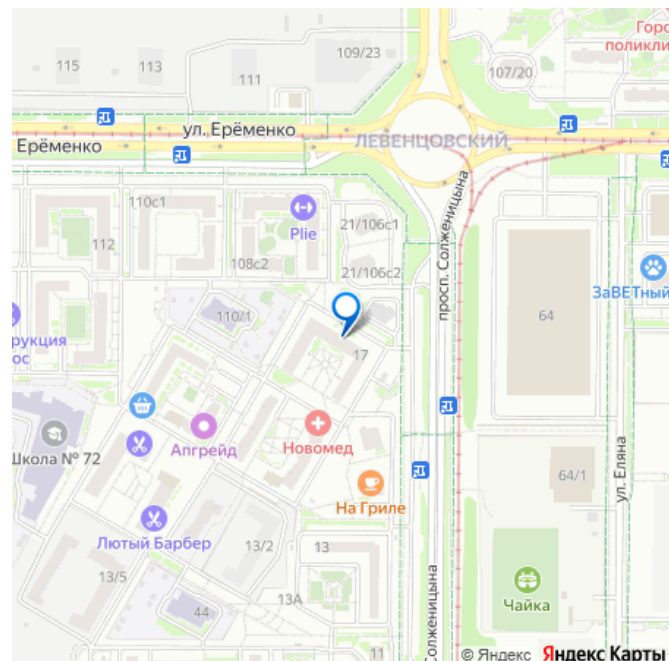 109/23
Горо
поликли
115
113
111
107/20
ул. Ерёменко
Ерёменко
ЛЕВЕНЦОВСКИЙ
110с1
Plie
112
108с2
21/106с1
21/106с2
просп. Солженицына
ЗаВЕТный
110/1
64
рукция
ос
17
Школа № 72
Апгрейд
Новомед
ул. Еляна
64/1
На Гриле
Лютый Барбер
13/2
13
13/5
13А
44
Чайка
Солженицына
11
© Яндекс Яндекс Карты